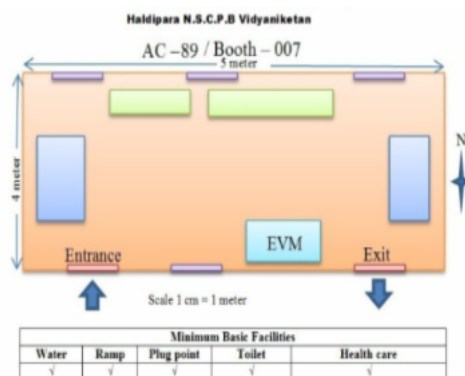 Haldipara N.S.C.P.B Vidyaniketan
AC –89 / Booth – 007
5 meter
4 meter
N
EVM
Entrance
Exit
Scale 1 cm = 1 meter
Minimum Basic Facilities
Water Ramp Plug point Toilet Health care
√ √ √ √ √